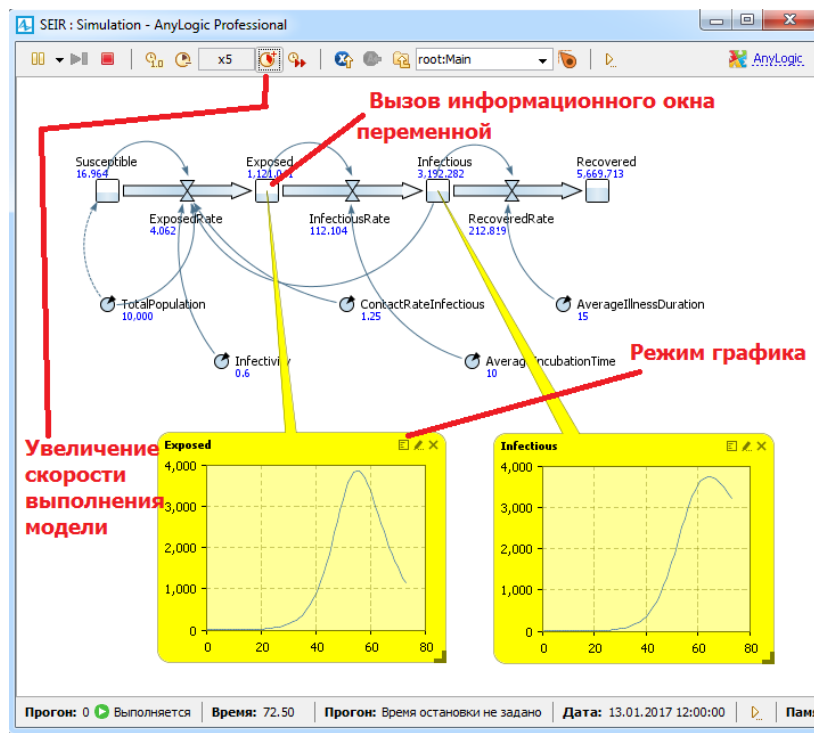 SEIR : Simulation - AnyLogic Professional
x5
root:Main
AnyLogic
Вызов информационного окна
переменной
Susceptible
16.964
Exposed
Infectious
3,192.282
Recovered
5,669.713
ExposedRate
4.062
InfectiousRate
112.104
RecoveredRate
212.819
TotalPopulation
10,000
ContactRateInfectious
1.25
AverageIllnessDuration
15
Infectivity
0.6
AverageIncubationTime
10
Режим графика
Увеличение
скорости
выполнения
модели
Exposed
4,000
3,000
2,000
1,000
0
0 20 40 60 80
Infectious
4,000
3,000
2,000
1,000
0
0 20 40 60 80
Прогон: 0 Выполняется Время: 72.50 Прогон: Время остановки не задано Дата: 13.01.2017 12:00:00